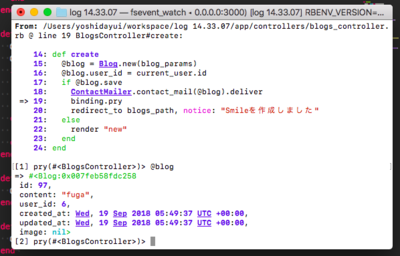 log 14.33.07 — fsevent_watch • 0.0.0.0:3000) [log 14.33.07] RBENV_VERSION=...
From: /Users/yoshidayui/workspace/log 14.33.07/app/controllers/blogs_controller.
rb @ line 19 BlogsController#create:
14: def create
15: @blog = Blog.new(blog_params)
16: @blog.user_id = current_user.id
17: if @blog.save
18: ContactMailer.contact_mail(@blog).deliver
=> 19: binding.pry
20: redirect_to blogs_path, notice: "Smileを作成しました"
21: else
22: render "new"
23: end
24: end
[1] pry(#<BlogsController>)> @blog
=> #<Blog:0x007feb58fdc258
id: 97,
content: "fuga",
user_id: 6,
created_at: Wed, 19 Sep 2018 05:49:37 UTC +00:00,
updated_at: Wed, 19 Sep 2018 05:49:37 UTC +00:00,
image: nil>
[2] pry(#<BlogsController>)>